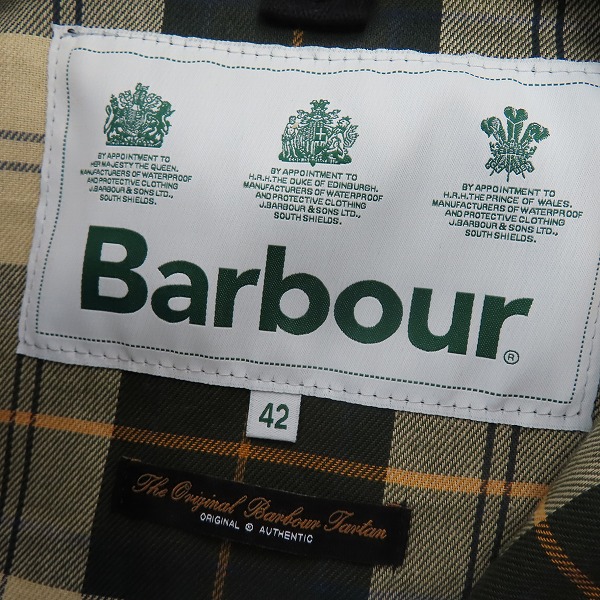 BY APPOINTMENT TO
HER MAJESTY THE QUEEN.
MANUFACTURERS OF WATERPROOF
AND PROTECTIVE CLOTHING
J.BARBOUR & SONS LTD.,
SOUTH SHIELDS.
BY APPOINTMENT TO
H.R.H. THE DUKE OF EDINBURGH.
MANUFACTURERS OF WATERPROOF
AND PROTECTIVE CLOTHING
J.BARBOUR & SONS LTD.,
SOUTH SHIELDS.
BY APPOINTMENT TO
H.R.H. THE PRINCE OF WALES.
MANUFACTURERS OF WATERPROOF
AND PROTECTIVE CLOTHING
J.BARBOUR & SONS LTD.,
SOUTH SHIELDS.
Barbour®
42
The Original Barbour Tartan
ORIGINAL © AUTHENTIC